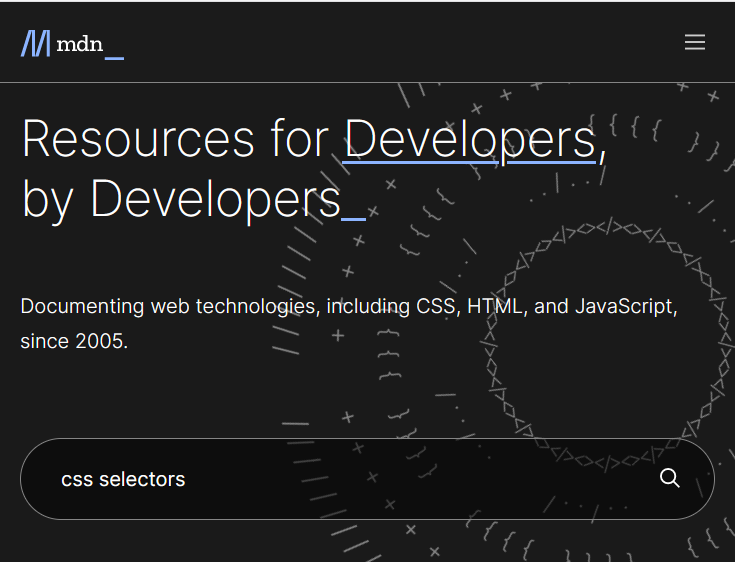 mdn_
Resources for Developers,
by Developers_
Documenting web technologies, including CSS, HTML, and JavaScript,
since 2005.
css selectors